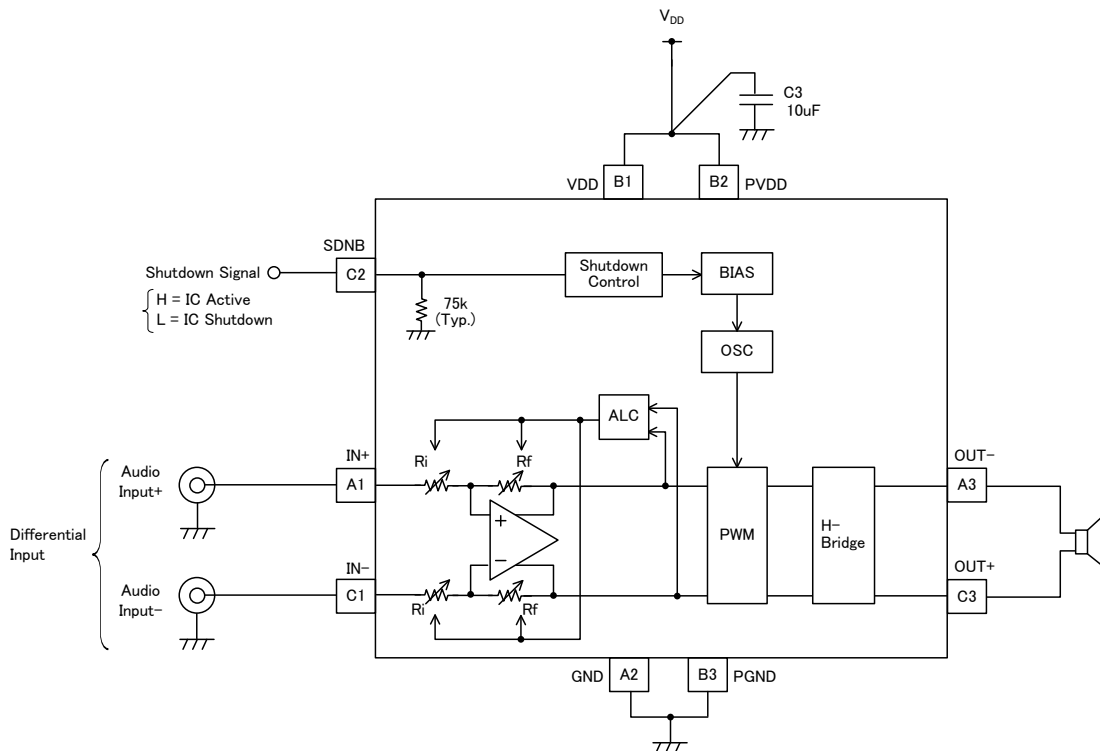 VDD
C3
10uF
VDD
B1
B2
PVDD
SDNB
Shutdown Signal
C2
H = IC Active
L = IC Shutdown
75k
(Typ.)
Shutdown
Control
BIAS
OSC
ALC
IN+
Ri
Rf
OUT-
Audio
Input+
A1
A3
Differential
Input
+
−
PWM
H-
Bridge
IN-
OUT+
Audio
Input-
C1
Ri
Rf
C3
GND
A2
B3
PGND